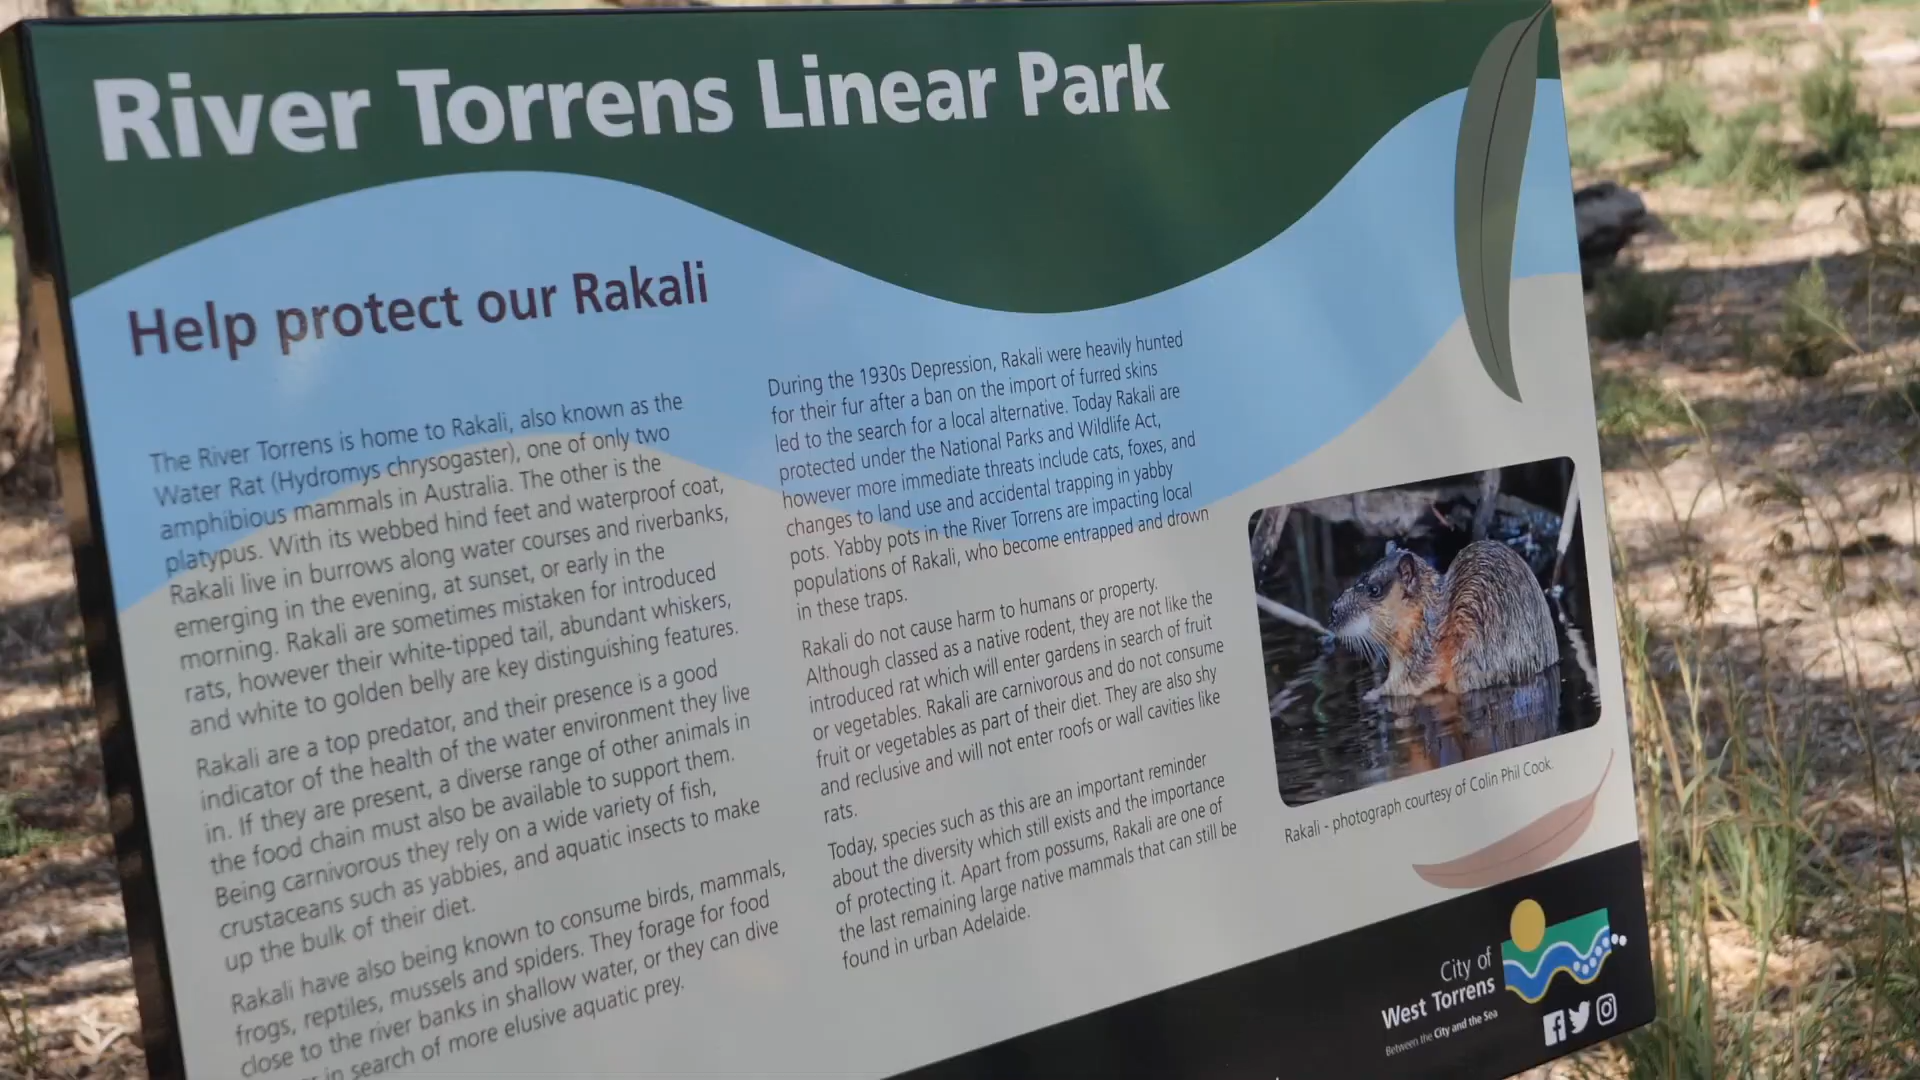 River Torrens Linear Park
Help protect our Rakali
The River Torrens is home to Rakali, also known as the
Water Rat (Hydromys chrysogaster), one of only two
amphibious mammals in Australia. The other is the
platypus. With its webbed hind feet and waterproof coat,
Rakali live in burrows along water courses and riverbanks,
emerging in the evening, at sunset, or early in the
morning. Rakali are sometimes mistaken for introduced
rats, however their white-tipped tail, abundant whiskers,
and white to golden belly are key distinguishing features.
Rakali are a top predator, and their presence is a good
indicator of the health of the water environment they live
in. If they are present, a diverse range of other animals in
the food chain must also be available to support them.
Being carnivorous they rely on a wide variety of fish,
crustaceans such as yabbies, and aquatic insects to make
up the bulk of their diet.
Rakali have also being known to consume birds, mammals,
frogs, reptiles, mussels and spiders. They forage for food
close to the river banks in shallow water, or they can dive
in search of more elusive aquatic prey.
During the 1930s Depression, Rakali were heavily hunted
for their fur after a ban on the import of furred skins
led to the search for a local alternative. Today Rakali are
protected under the National Parks and Wildlife Act,
however more immediate threats include cats, foxes, and
changes to land use and accidental trapping in yabby
pots. Yabby pots in the River Torrens are impacting local
populations of Rakali, who become entrapped and drown
in these traps.
Rakali do not cause harm to humans or property.
Although classed as a native rodent, they are not like the
introduced rat which will enter gardens in search of fruit
or vegetables. Rakali are carnivorous and do not consume
fruit or vegetables as part of their diet. They are also shy
and reclusive and will not enter roofs or wall cavities like
rats.
Today, species such as this are an important reminder
about the diversity which still exists and the importance
of protecting it. Apart from possums, Rakali are one of
the last remaining large native mammals that can still be
found in urban Adelaide.
Rakali - photograph courtesy of Colin Phil Cook.
City of
West Torrens
Between the City and the Sea